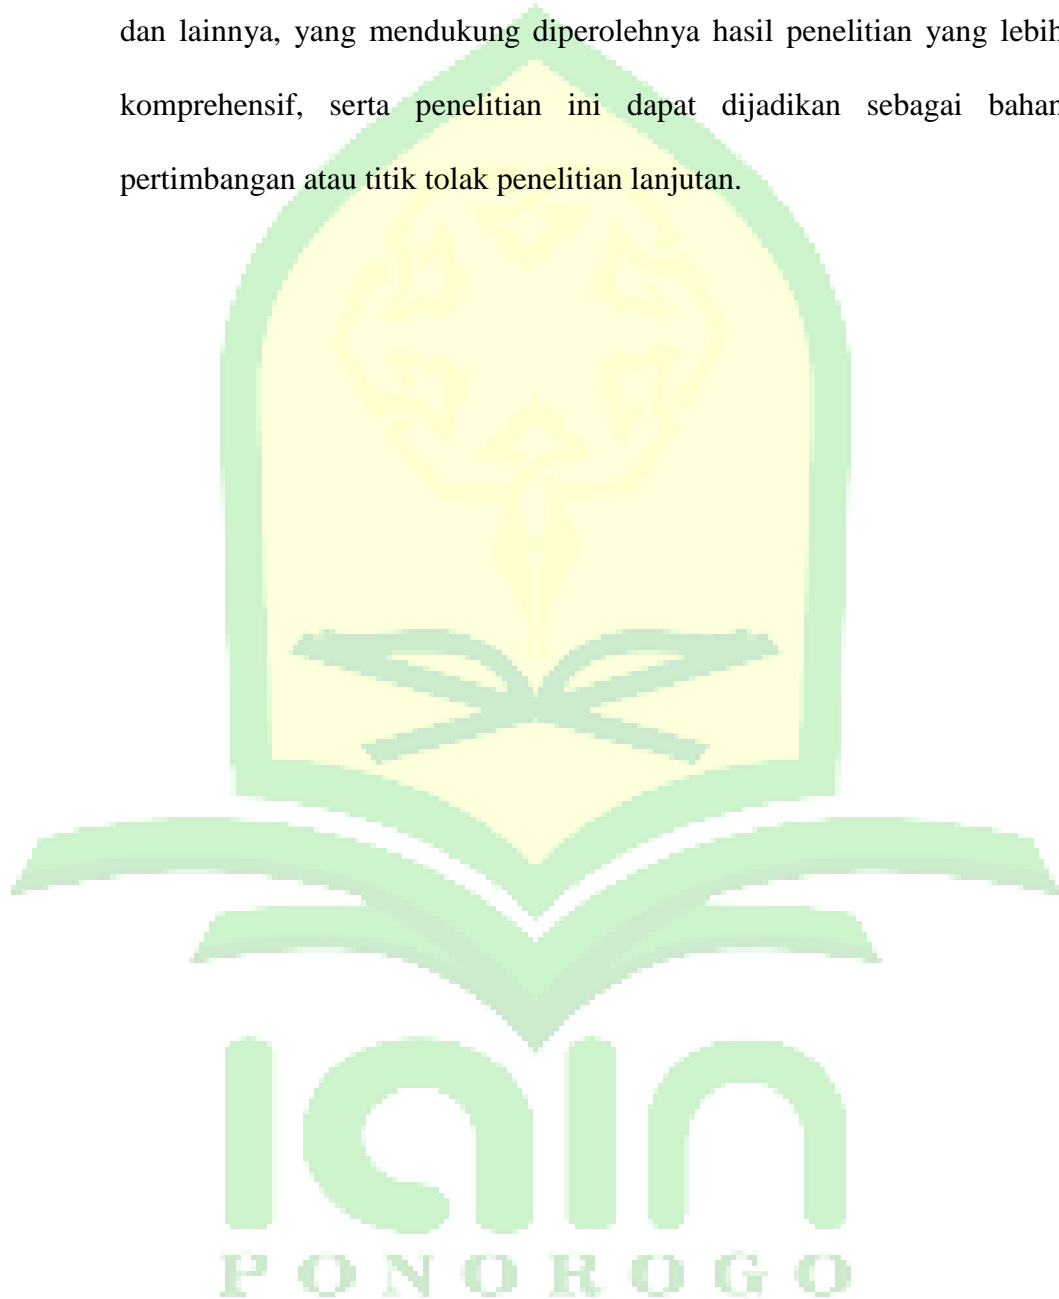 dan lainnya, yang mendukung diperolehnya hasil penelitian yang lebih
komprehensif, serta penelitian ini dapat dijadikan sebagai bahan
pertimbangan atau titik tolak penelitian lanjutan.
iain
PONOROGO